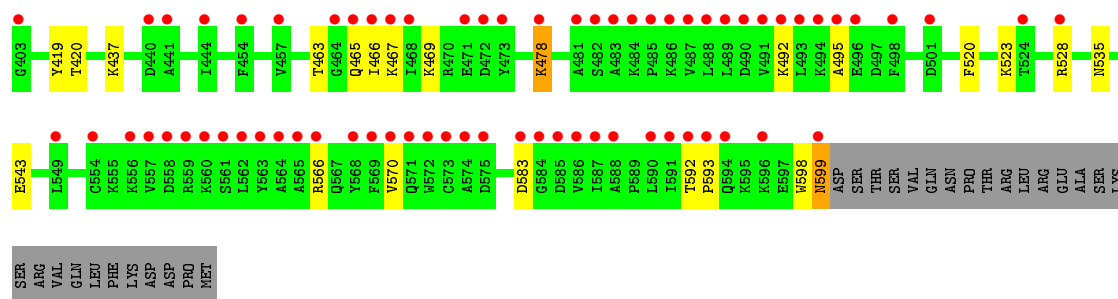 G403 Y419 T420 K437 D440 A441 I444 F454 V457 T463 G464 Q465 I466 K467 I468 K469 R470 E471 D472 Y473 K478 A481 S482 A483 K484 P485 K486 V487 L488 L489 D490 V491 K492 L493 K494 A495 E496 D497 F498 D501 F520 K523 T524 R528 N535
E543 L549 C554 K555 K556 V557 D558 R559 K560 S561 L562 Y563 A564 A565 R566 Q567 Y568 F569 V570 Q571 W572 C573 A574 D575 D583 G584 D585 V586 I587 A588 P589 L590 I591 T592 P593 Q594 K595 K596 E597 W598 N599 ASP SER THR SER VAL GLN ASN PRO THR ARG LEU ARG GLU ALA SER LYS
SER ARG VAL GLN LEU PHE LYS ASP ASP PRO MET